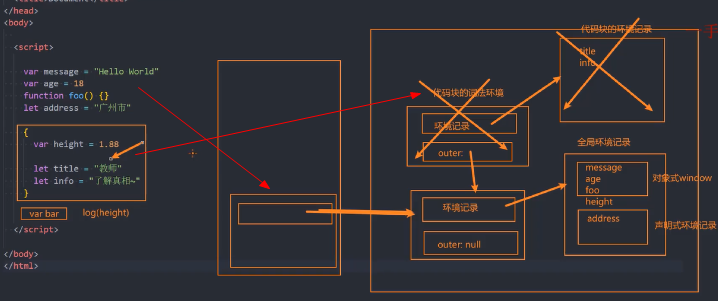 <title>Document</title>
</head>
<body>
<script>
var message = "Hello World"
var age = 18
function foo() {}
let address = "广州市"
{
var height = 1.88
let title = "教师"
let info = "了解真相~"
}
var bar
log(height)
</script>
</body>
</html>
代码块的词法环境
环境记录
outer:
环境记录
outer: null
代码块的环境记录
title
info
全局环境记录
message
age
foo
height
对象式window
address
声明式环境记录
手